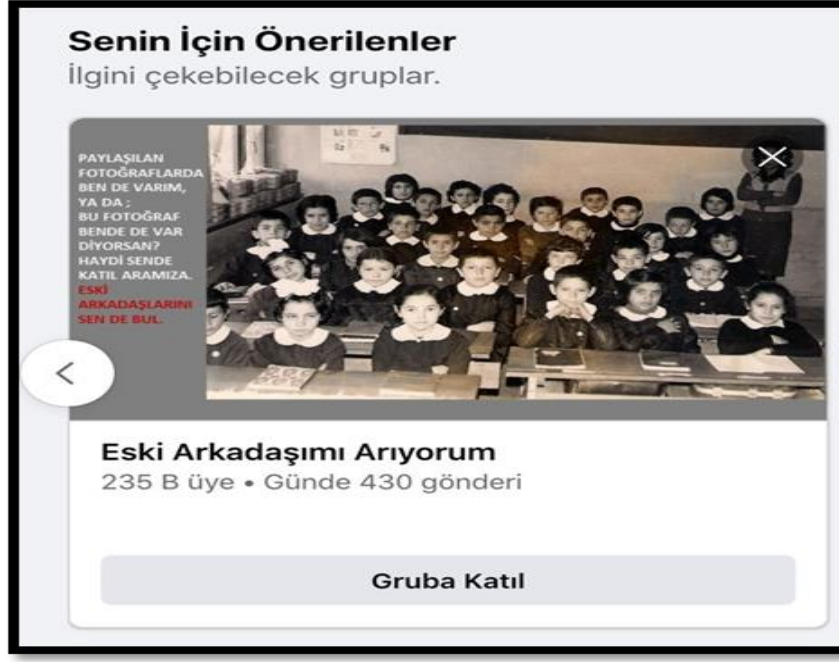 Senin İçin Önerilenler
İlgini çekebilecek gruplar.
PAYLAŞILAN
FOTOĞRAFLARDA
BEN DE VARIM,
YA DA ;
BU FOTOĞRAF
BENDE DE VAR
DİYORSAN?
HAYDİ SENDE
KATIL ARAMIZA.
ESKİ
ARKADAŞLARINI
SEN DE BUL.
Eski Arkadaşımı Arıyorum
235 B üye • Günde 430 gönderi
Gruba Katıl